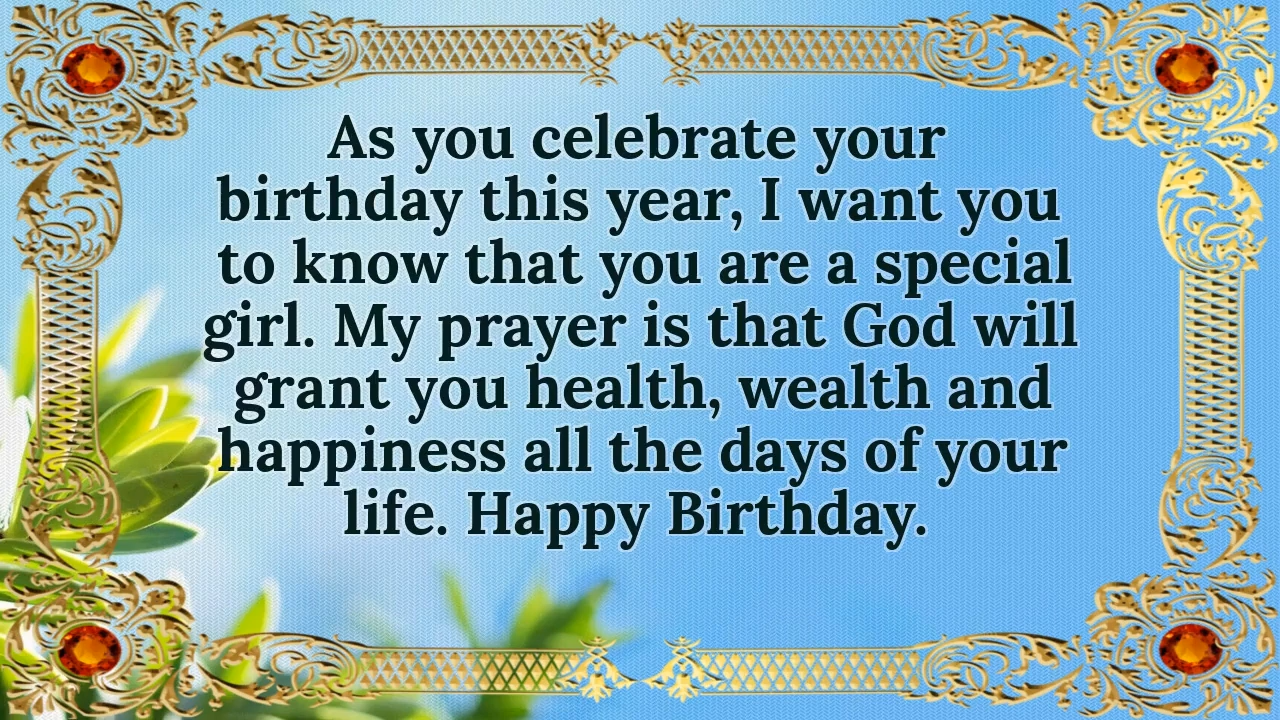 As you celebrate your
birthday this year, I want you
to know that you are a special
girl. My prayer is that God will
grant you health, wealth and
happiness all the days of your
life. Happy Birthday.